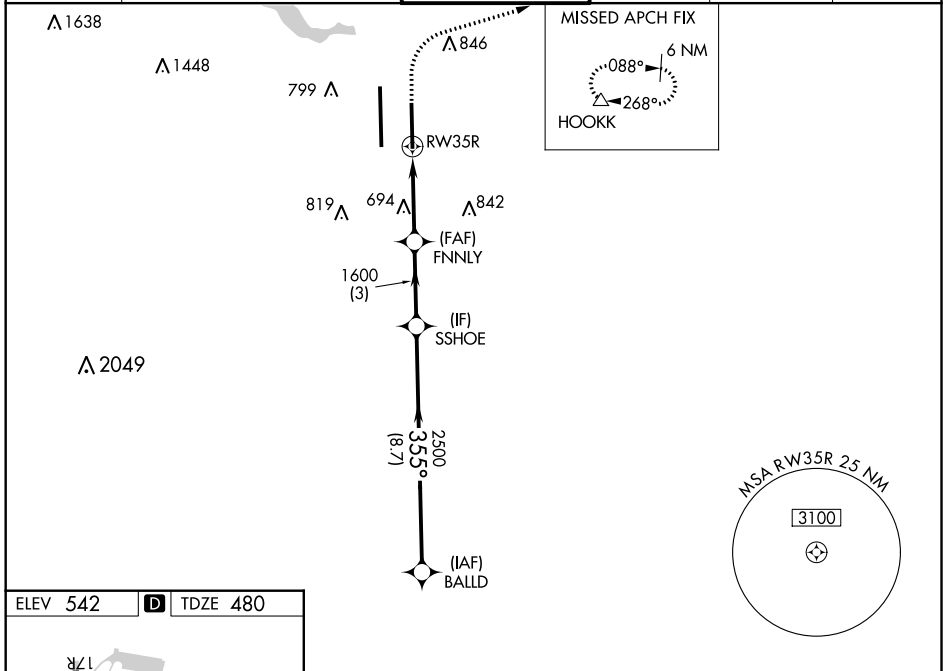 1638
846
MISSED APCH FIX
6 NM
088°
268°
HOOKK
1448
799
RW35R
819
694
842
(FAF)
FNNLY
1600
(3)
(IF)
SSHOE
2049
2500
355°
(8.7)
MSA RW35R 25 NM
3100
(IAF)
BALLD
ELEV 542
D
TDZE 480
17R